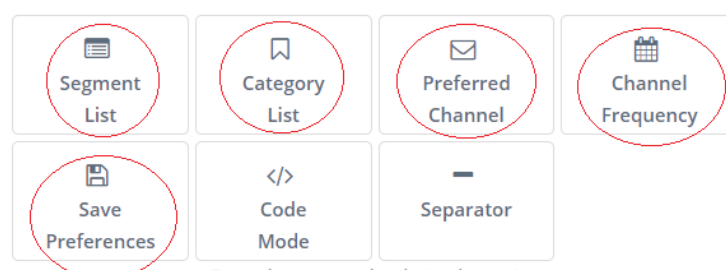 Segment List
Category List
Preferred Channel
Channel Frequency
Save Preferences
</> Code Mode
Separator